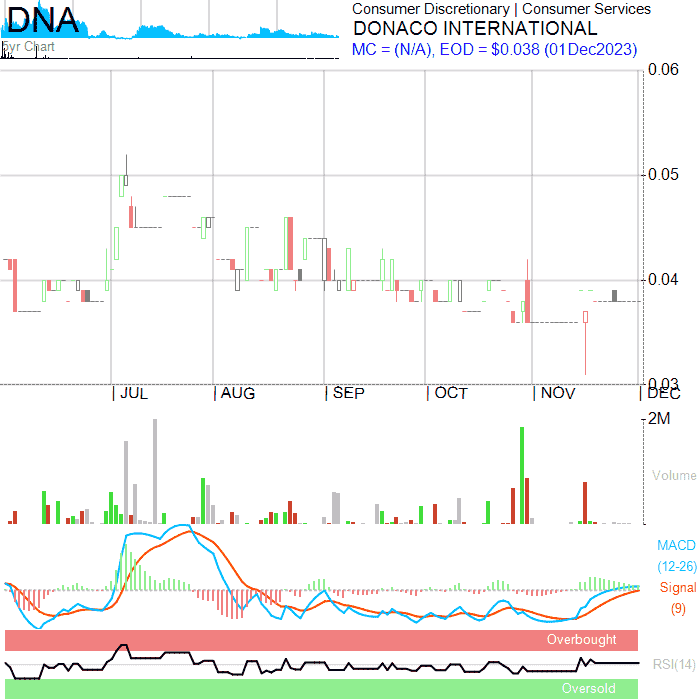 DNA
Consumer Discretionary | Consumer Services
DONACO INTERNATIONAL
MC = (N/A), EOD = $0.038 (01Dec2023)
5yr Chart
0.06
0.05
0.04
0.03
| JUL | AUG | SEP | OCT | NOV | DEC
2M
Volume
MACD
(12-26)
Signal
(9)
Overbought
RSI(14)
Oversold